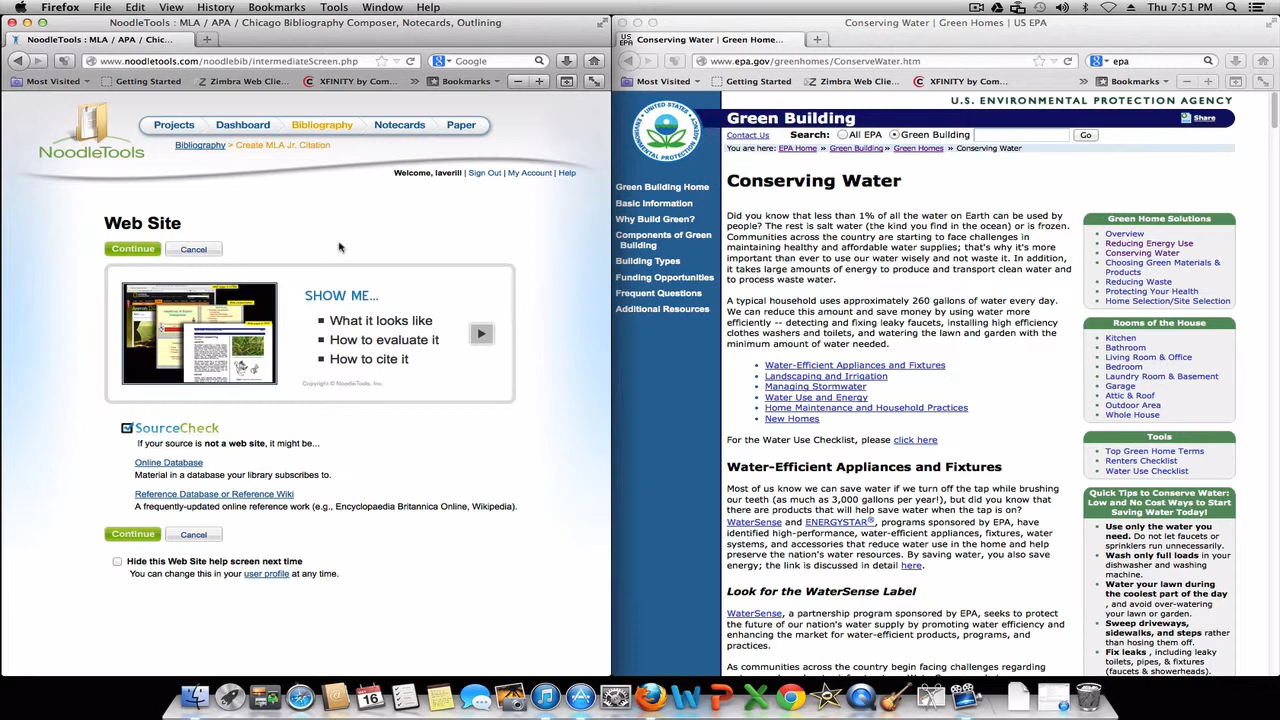 Firefox File Edit View History Bookmarks Tools Window Help
Thu 7:51 PM
NoodleTools : MLA / APA / Chicago Bibliography Composer, Notecards, Outlining
NoodleTools : MLA / APA / Chic...
www.noodletools.com/noodlebib/intermediateScreen.php
Google
Most Visited Getting Started Zimbra Web Clie... XFINITY by Com... Bookmarks
NoodleTools
Projects Dashboard Bibliography Notecards Paper
Bibliography > Create MLA Jr. Citation
Welcome, laverill | Sign Out | My Account | Help
Web Site
Continue Cancel
SHOW ME...
What it looks like
How to evaluate it
How to cite it
Copyright © NoodleTools, Inc.
SourceCheck
If your source is not a web site, it might be...
Online Database
Material in a database your library subscribes to.
Reference Database or Reference Wiki
A frequently-updated online reference work (e.g., Encyclopaedia Britannica Online, Wikipedia).
Continue Cancel
Hide this Web Site help screen next time
You can change this in your user profile at any time.
Conserving Water | Green Homes | US EPA
US EPA
Conserving Water | Green Home...
www.epa.gov/greenhomes/ConserveWater.htm
epa
Most Visited Getting Started Zimbra Web Clie... XFINITY by Com... Bookmarks
U.S. ENVIRONMENTAL PROTECTION AGENCY
Green Building
Share
Contact Us Search: All EPA Green Building Go
You are here: EPA Home » Green Building » Green Homes » Conserving Water
Green Building Home
Basic Information
Why Build Green?
Components of Green
Building
Building Types
Funding Opportunities
Frequent Questions
Additional Resources
Conserving Water
Did you know that less than 1% of all the water on Earth can be used by
people? The rest is salt water (the kind you find in the ocean) or is frozen.
Communities across the country are starting to face challenges in
maintaining healthy and affordable water supplies; that's why it's more
important than ever to use our water wisely and not waste it. In addition,
it takes large amounts of energy to produce and transport clean water and
to process waste water.
A typical household uses approximately 260 gallons of water every day.
We can reduce this amount and save money by using water more
efficiently -- detecting and fixing leaky faucets, installing high efficiency
clothes washers and toilets, and watering the lawn and garden with the
minimum amount of water needed.
Water-Efficient Appliances and Fixtures
Landscaping and Irrigation
Managing Stormwater
Water Use and Energy
Home Maintenance and Household Practices
New Homes
For the Water Use Checklist, please click here
Water-Efficient Appliances and Fixtures
Most of us know we can save water if we turn off the tap while brushing
our teeth (as much as 3,000 gallons per year!), but did you know that
there are products that will help save water when the tap is on?
WaterSense and ENERGYSTAR®, programs sponsored by EPA, have
identified high-performance, water-efficient appliances, fixtures, water
systems, and accessories that reduce water use in the home and help
preserve the nation's water resources. By saving water, you also save
energy; the link is discussed in detail here.
Look for the WaterSense Label
WaterSense, a partnership program sponsored by EPA, seeks to protect
the future of our nation's water supply by promoting water efficiency and
enhancing the market for water-efficient products, programs, and
practices.
As communities across the country begin facing challenges regarding
Green Home Solutions
Overview
Reducing Energy Use
Conserving Water
Choosing Green Materials &
Products
Reducing Waste
Protecting Your Health
Home Selection/Site Selection
Rooms of the House
Kitchen
Bathroom
Living Room & Office
Bedroom
Laundry Room & Basement
Garage
Attic & Roof
Outdoor Area
Whole House
Tools
Top Green Home Terms
Renters Checklist
Water Use Checklist
Quick Tips to Conserve Water:
Low and No Cost Ways to Start
Saving Water Today!
Use only the water you
need. Do not let faucets or
sprinklers run unnecessarily.
Wash only full loads in your
dishwasher and washing
machine.
Water your lawn during
the coolest part of the day
, and avoid over-watering
your lawn or garden.
Sweep driveways,
sidewalks, and steps rather
than hosing them off.
Fix leaks , including leaky
toilets, pipes, & fixtures
(faucets & showerheads).